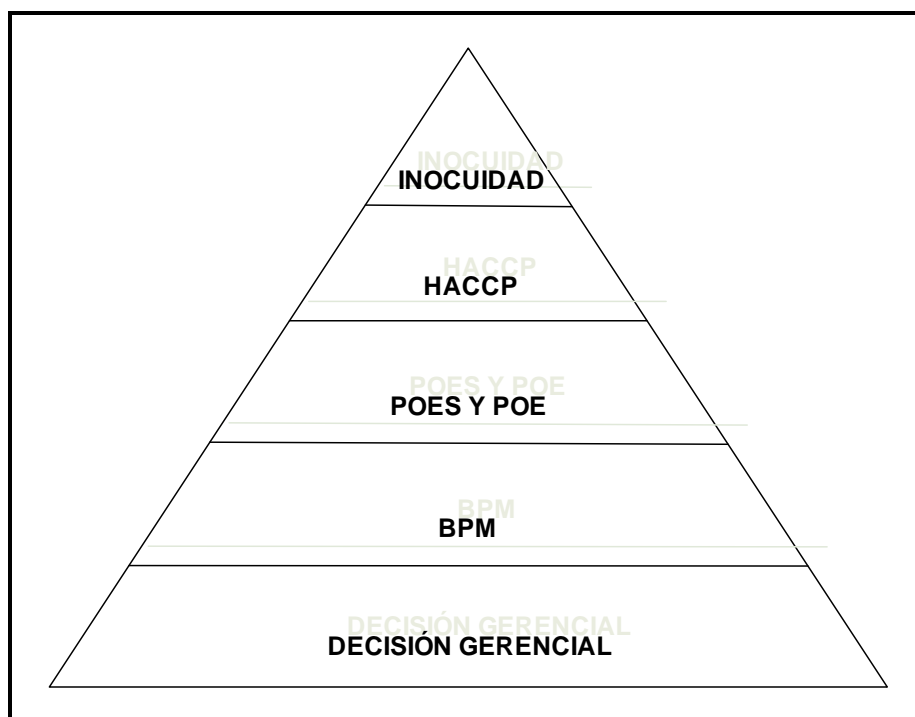 INOCUIDAD
HACCP
POES Y POE
BPM
DECISIÓN GERENCIAL